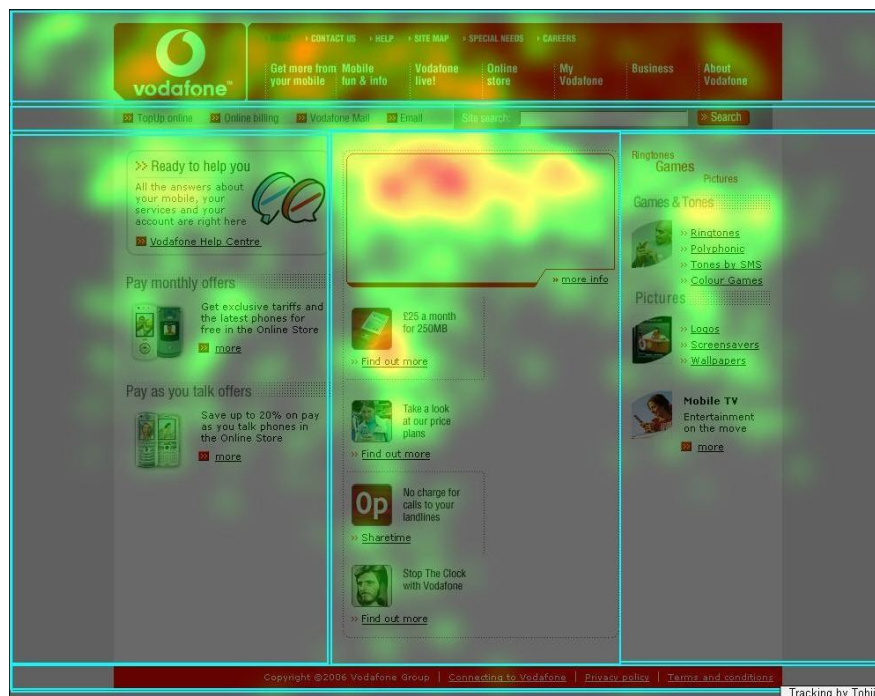 vodafone™
CONTACT US
HELP
SITE MAP
SPECIAL NEEDS
CAREERS
Get more from
your mobile
Mobile
fun & info
Vodafone
live!
Online
store
My
Vodafone
Business
About
Vodafone
» TopUp online
» Online billing
» Vodafone Mail
» Email
Site search:
» Search
>> Ready to help you
All the answers about
your mobile, your
services and your
account are right here
» Vodafone Help Centre
Pay monthly offers
Get exclusive tariffs and
the latest phones for
free in the Online Store
» more
Pay as you talk offers
Save up to 20% on pay
as you talk phones in
the Online Store
» more
» more info
£25 a month
for 250MB
» Find out more
Take a look
at our price
plans
» Find out more
Op
No charge for
calls to your
landlines
» Sharetime
Stop The Clock
with Vodafone
» Find out more
Ringtones
Games
Pictures
Games & Tones
» Ringtones
» Polyphonic
» Tones by SMS
» Colour Games
Pictures
» Logos
» Screensavers
» Wallpapers
Mobile TV
Entertainment
on the move
» more
Copyright ©2006 Vodafone Group | Connecting to Vodafone | Privacy policy | Terms and conditions
Tracking by Tobii